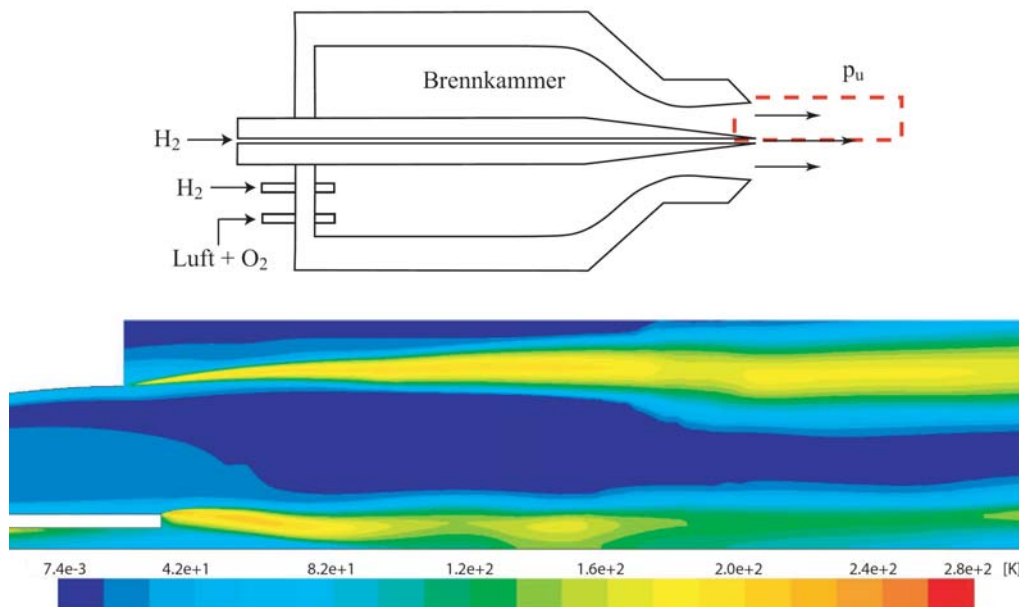 Brennkammer
pᵤ
H₂
H₂
Luft + O₂
7.4e-3 4.2e+1 8.2e+1 1.2e+2 1.6e+2 2.0e+2 2.4e+2 2.8e+2 [K]